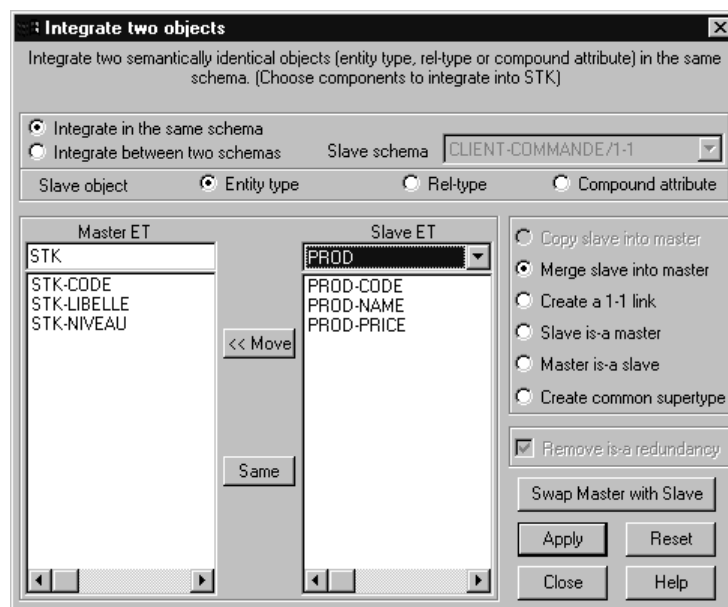 Integrate two objects
Integrate two semantically identical objects (entity type, rel-type or compound attribute) in the same
schema. (Choose components to integrate into STK)
Integrate in the same schema
Integrate between two schemas
Slave schema
CLIENT-COMMANDE/1-1
Slave object
Entity type
Rel-type
Compound attribute
Master ET
STK
STK-CODE
STK-LIBELLE
STK-NIVEAU
<< Move
Same
Slave ET
PROD
PROD-CODE
PROD-NAME
PROD-PRICE
Copy slave into master
Merge slave into master
Create a 1-1 link
Slave is-a master
Master is-a slave
Create common supertype
Remove is-a redundancy
Swap Master with Slave
Apply
Reset
Close
Help